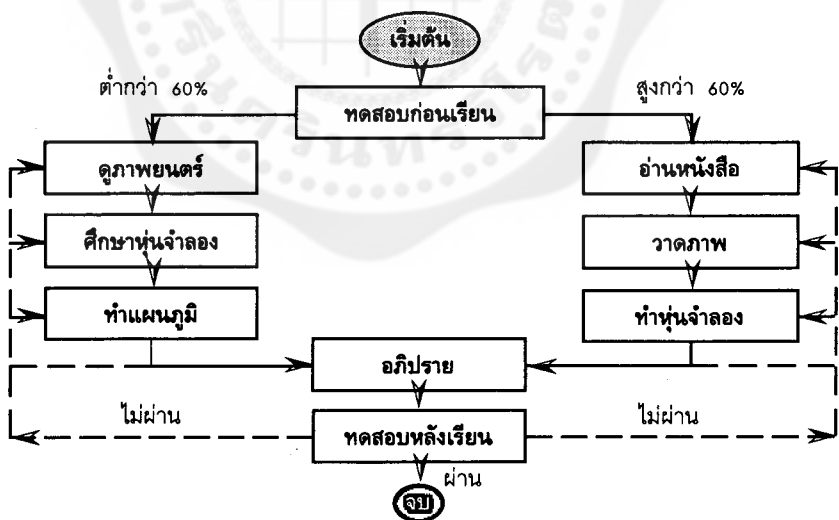 เริ่มต้น
ต่ำกว่า 60%
สูงกว่า 60%
ทดสอบก่อนเรียน
ดูภาพยนตร์
อ่านหนังสือ
ศึกษาหุ่นจำลอง
วาดภาพ
ทำแผนภูมิ
ทำหุ่นจำลอง
อภิปราย
ไม่ผ่าน
ไม่ผ่าน
ทดสอบหลังเรียน
ผ่าน
จบ